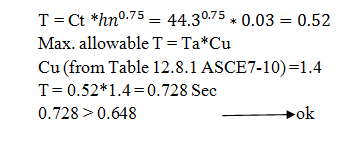 T = Ct *hn^0.75 = 44.3^0.75 * 0.03 = 0.52
Max. allowable T = Ta*Cu
Cu (from Table 12.8.1 ASCE7-10) =1.4
T= 0.52*1.4=0.728 Sec
0.728 > 0.648 →ok